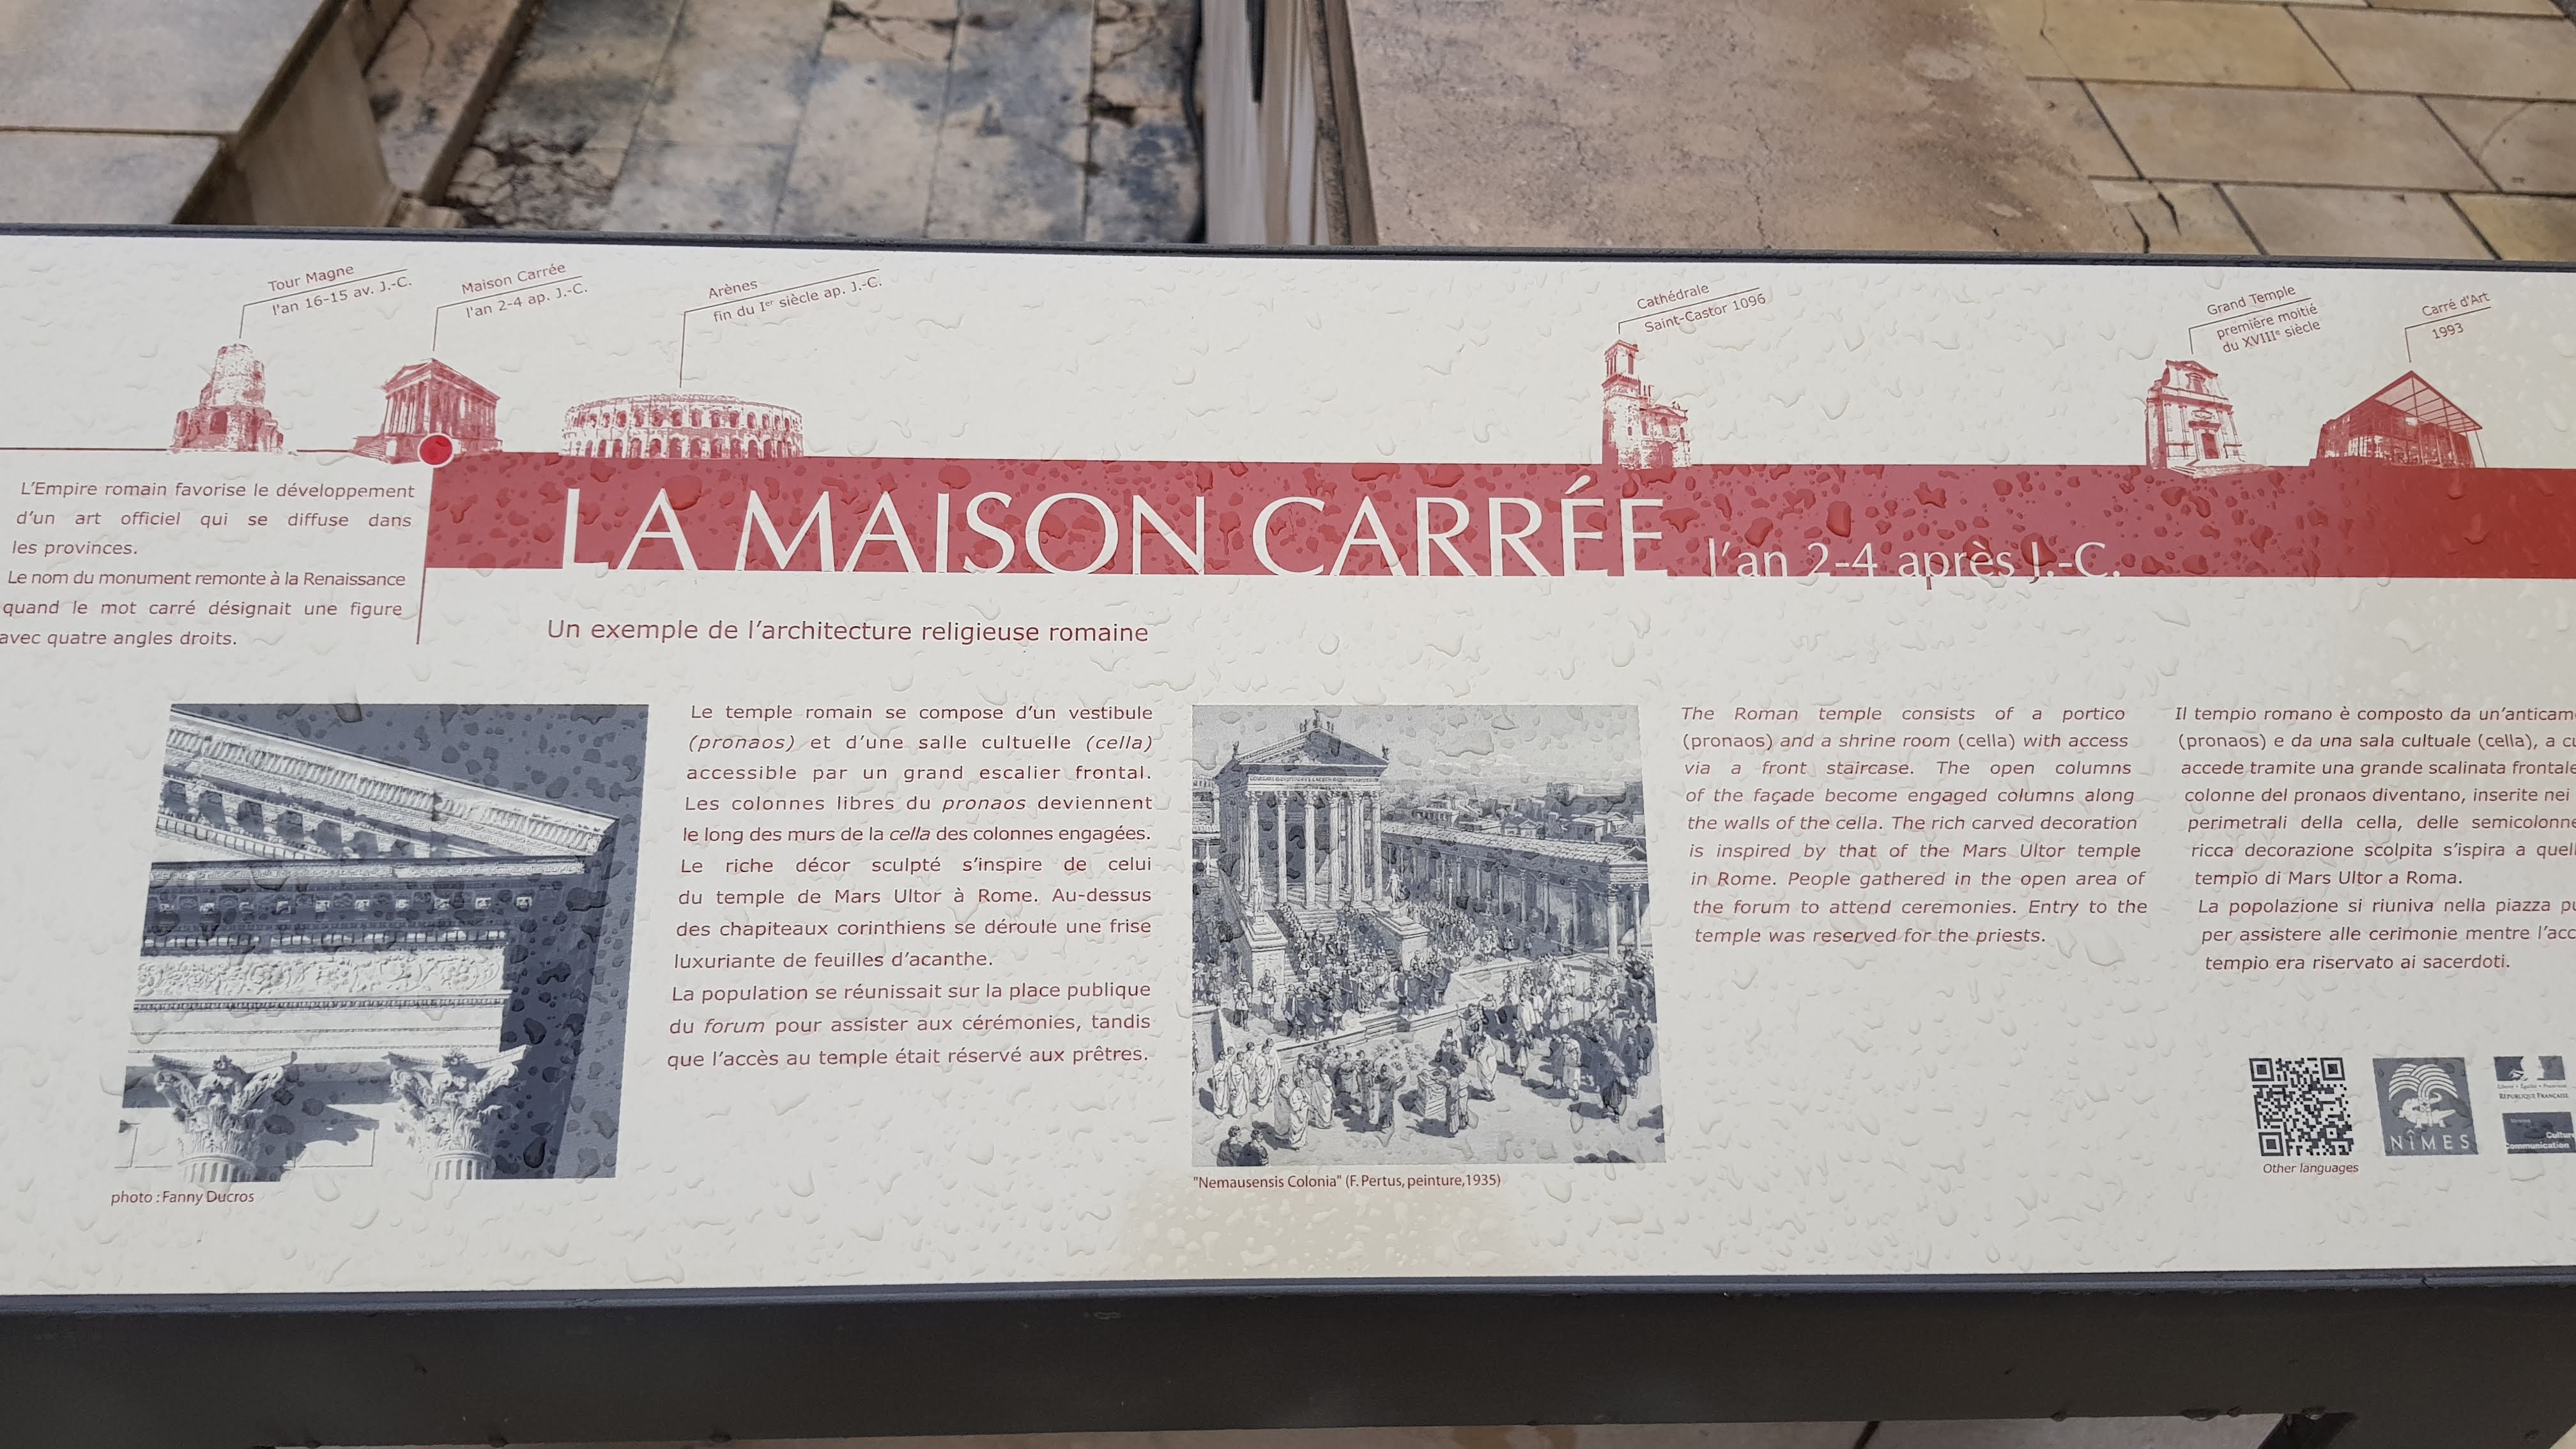 Tour Magne
l'an 16-15 av. J.-C.
Maison Carrée
l'an 2-4 ap. J.-C.
Arènes
fin du Ier siècle ap. J.-C.
Cathédrale
Saint-Castor 1096
Grand Temple
première moitié
du XVIIIe siècle
Carré d'Art
1993
L'Empire romain favorise le développement
d'un art officiel qui se diffuse dans
les provinces.
Le nom du monument remonte à la Renaissance
quand le mot carré désignait une figure
avec quatre angles droits.
LA MAISON CARRÉE l'an 2-4 après J.-C.
Un exemple de l'architecture religieuse romaine
photo : Fanny Ducros
Le temple romain se compose d'un vestibule
(pronaos) et d'une salle cultuelle (cella)
accessible par un grand escalier frontal.
Les colonnes libres du pronaos deviennent
le long des murs de la cella des colonnes engagées.
Le riche décor sculpté s'inspire de celui
du temple de Mars Ultor à Rome. Au-dessus
des chapiteaux corinthiens se déroule une frise
luxuriante de feuilles d'acanthe.
La population se réunissait sur la place publique
du forum pour assister aux cérémonies, tandis
que l'accès au temple était réservé aux prêtres.
"Nemausensis Colonia" (F. Pertus, peinture,1935)
The Roman temple consists of a portico
(pronaos) and a shrine room (cella) with access
via a front staircase. The open columns
of the façade become engaged columns along
the walls of the cella. The rich carved decoration
is inspired by that of the Mars Ultor temple
in Rome. People gathered in the open area of
the forum to attend ceremonies. Entry to the
temple was reserved for the priests.
Il tempio romano è composto da un'anticam
(pronaos) e da una sala cultuale (cella), a cu
accede tramite una grande scalinata frontale
colonne del pronaos diventano, inserite nei
perimetrali della cella, delle semicolonne
ricca decorazione scolpita s'ispira a quel
tempio di Mars Ultor a Roma.
La popolazione si riuniva nella piazza pu
per assistere alle cerimonie mentre l'acc
tempio era riservato ai sacerdoti.
Other languages
NÎMES
RÉPUBLIQUE FRANÇAISE
Culture
Communication